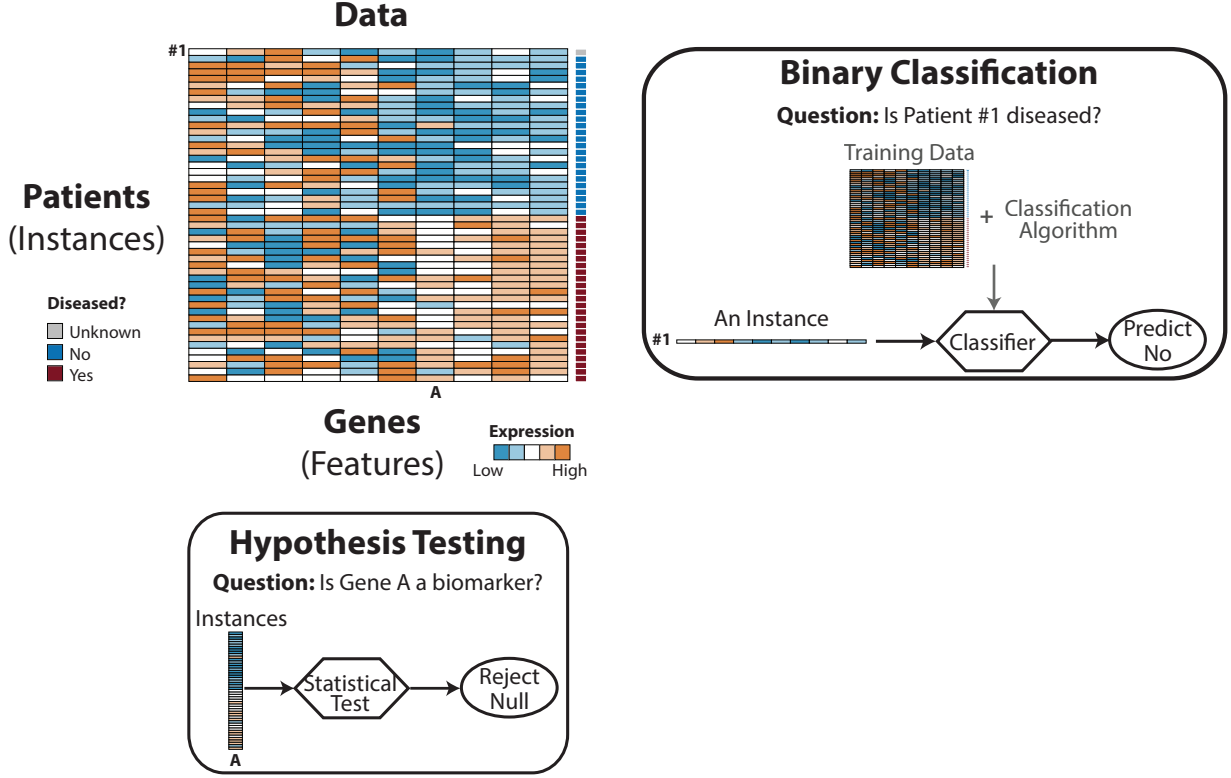 Data
#1
Patients
(Instances)
Diseased?
Unknown
No
Yes
A
Genes
(Features)
Expression
Low
High
Binary Classification
Question: Is Patient #1 diseased?
Training Data
+
Classification
Algorithm
An Instance
#1
Classifier
Predict
No
Hypothesis Testing
Question: Is Gene A a biomarker?
Instances
Statistical
Test
Reject
Null
A